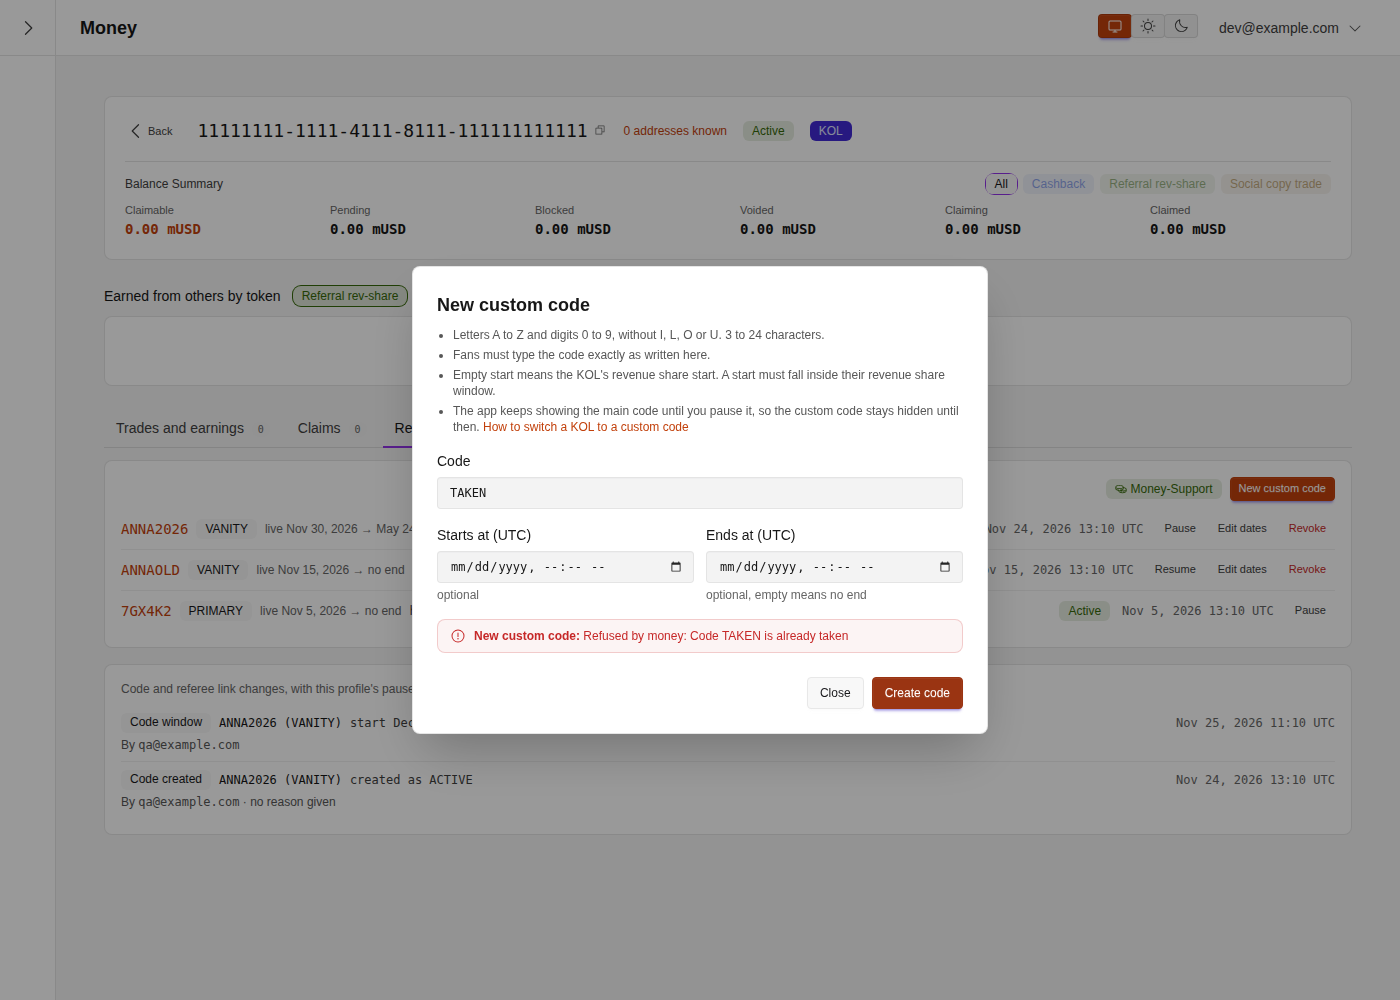 Money
dev@example.com
Back
11111111-1111-4111-8111-111111111111
0 addresses known
Active
KOL
Balance Summary
All
Cashback
Referral rev-share
Social copy trade
Claimable
Pending
Blocked
Voided
Claiming
Claimed
0.00 mUSD
0.00 mUSD
0.00 mUSD
0.00 mUSD
0.00 mUSD
0.00 mUSD
Earned from others by token
Referral rev-share
Trades and earnings 0
Claims 0
New custom code
Letters A to Z and digits 0 to 9, without I, L, O or U. 3 to 24 characters.
Fans must type the code exactly as written here.
Empty start means the KOL's revenue share start. A start must fall inside their revenue share
window.
The app keeps showing the main code until you pause it, so the custom code stays hidden until
then. How to switch a KOL to a custom code
Code
TAKEN
Starts at (UTC)
Ends at (UTC)
mm/dd/yyyy, --:-- --
mm/dd/yyyy, --:-- --
optional
optional, empty means no end
New custom code: Refused by money: Code TAKEN is already taken
Close
Create code
Money-Support
New custom code
ANNA2026 VANITY live Nov 30, 2026 → May 24
Nov 24, 2026 13:10 UTC Pause Edit dates Revoke
ANNAOLD VANITY live Nov 15, 2026 → no end
15, 2026 13:10 UTC Resume Edit dates Revoke
7GX4K2 PRIMARY live Nov 5, 2026 → no end
Active Nov 5, 2026 13:10 UTC Pause
Code and referee link changes, with this profile's pause
Code window ANNA2026 (VANITY) start Dec
Nov 25, 2026 11:10 UTC
By qa@example.com
Code created ANNA2026 (VANITY) created as ACTIVE
Nov 24, 2026 13:10 UTC
By qa@example.com · no reason given